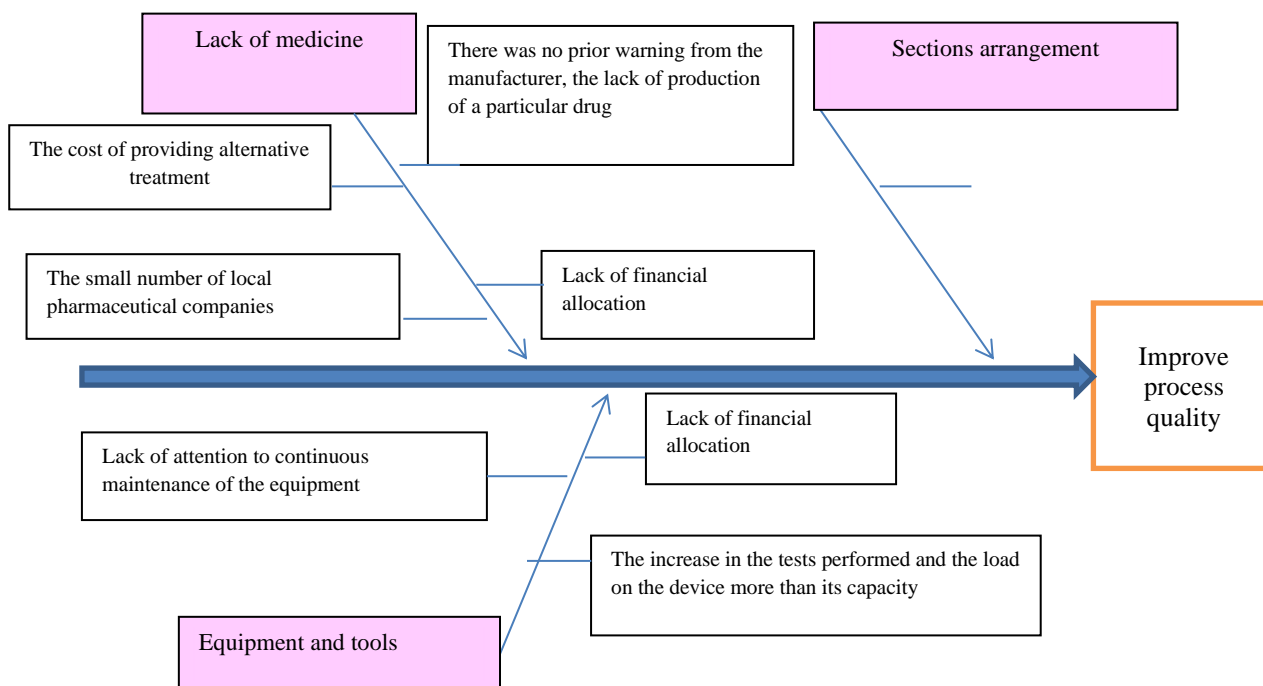 Lack of medicine
There was no prior warning from the
manufacturer, the lack of production
of a particular drug
Sections arrangement
The cost of providing alternative
treatment
The small number of local
pharmaceutical companies
Lack of financial
allocation
Improve
process
quality
Lack of financial
allocation
Lack of attention to continuous
maintenance of the equipment
The increase in the tests performed and the load
on the device more than its capacity
Equipment and tools